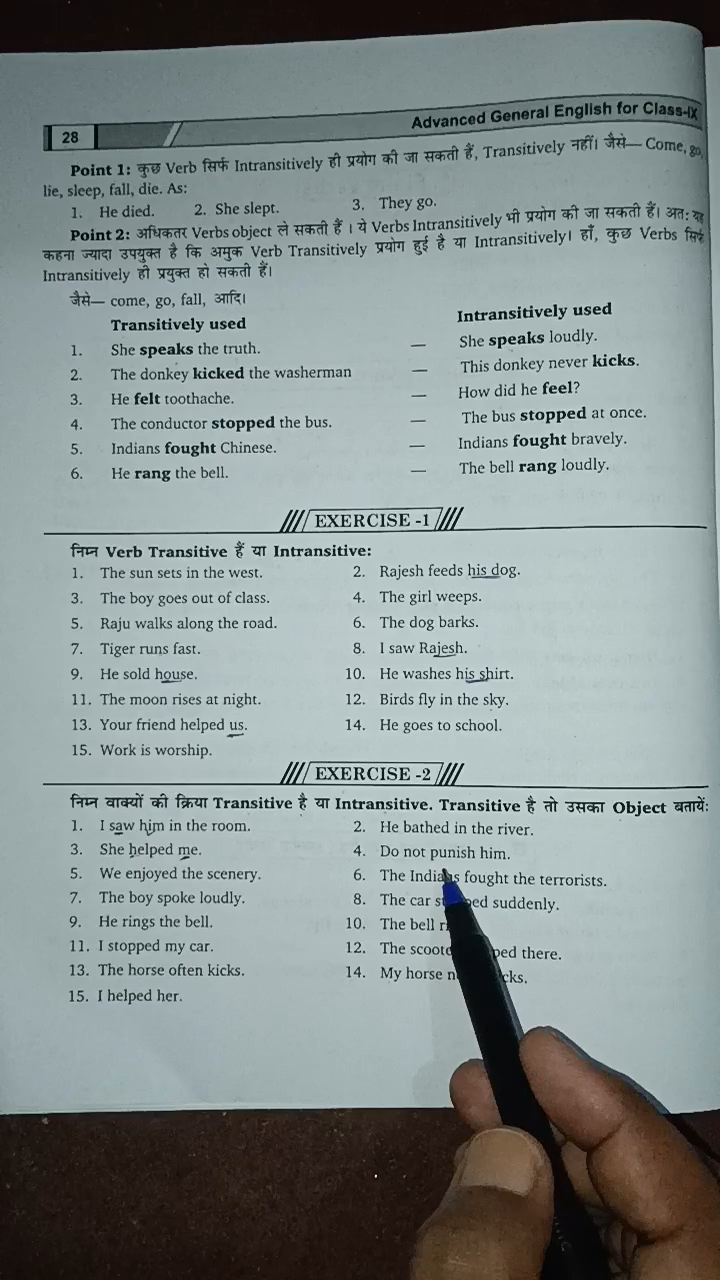 28
Advanced General English for Class-IX
Point 1: कुछ Verb सिर्फ Intransitively ही प्रयोग की जा सकती हैं, Transitively नहीं। जैसे— Come, go,
lie, sleep, fall, die. As:
1. He died. 2. She slept. 3. They go.
Point 2: अधिकतर Verbs object ले सकती हैं। ये Verbs Intransitively भी प्रयोग की जा सकती हैं। अतः यह
कहना ज्यादा उपयुक्त है कि अमुक Verb Transitively प्रयोग हुई है या Intransitively। हाँ, कुछ Verbs सिर्फ
Intransitively ही प्रयुक्त हो सकती हैं।
जैसे— come, go, fall, आदि।
Transitively used Intransitively used
1. She speaks the truth. — She speaks loudly.
2. The donkey kicked the washerman — This donkey never kicks.
3. He felt toothache. — How did he feel?
4. The conductor stopped the bus. — The bus stopped at once.
5. Indians fought Chinese. — Indians fought bravely.
6. He rang the bell. — The bell rang loudly.
EXERCISE -1
निम्न Verb Transitive हैं या Intransitive:
1. The sun sets in the west. 2. Rajesh feeds his dog.
3. The boy goes out of class. 4. The girl weeps.
5. Raju walks along the road. 6. The dog barks.
7. Tiger runs fast. 8. I saw Rajesh.
9. He sold house. 10. He washes his shirt.
11. The moon rises at night. 12. Birds fly in the sky.
13. Your friend helped us. 14. He goes to school.
15. Work is worship.
EXERCISE -2
निम्न वाक्यों की क्रिया Transitive है या Intransitive. Transitive है तो उसका Object बतायें:
1. I saw him in the room. 2. He bathed in the river.
3. She helped me. 4. Do not punish him.
5. We enjoyed the scenery. 6. The Indians fought the terrorists.
7. The boy spoke loudly. 8. The car suddenly.
9. He rings the bell. 10. The bell
11. I stopped my car. 12. The there.
13. The horse often kicks. 14. My horse
15. I helped her.